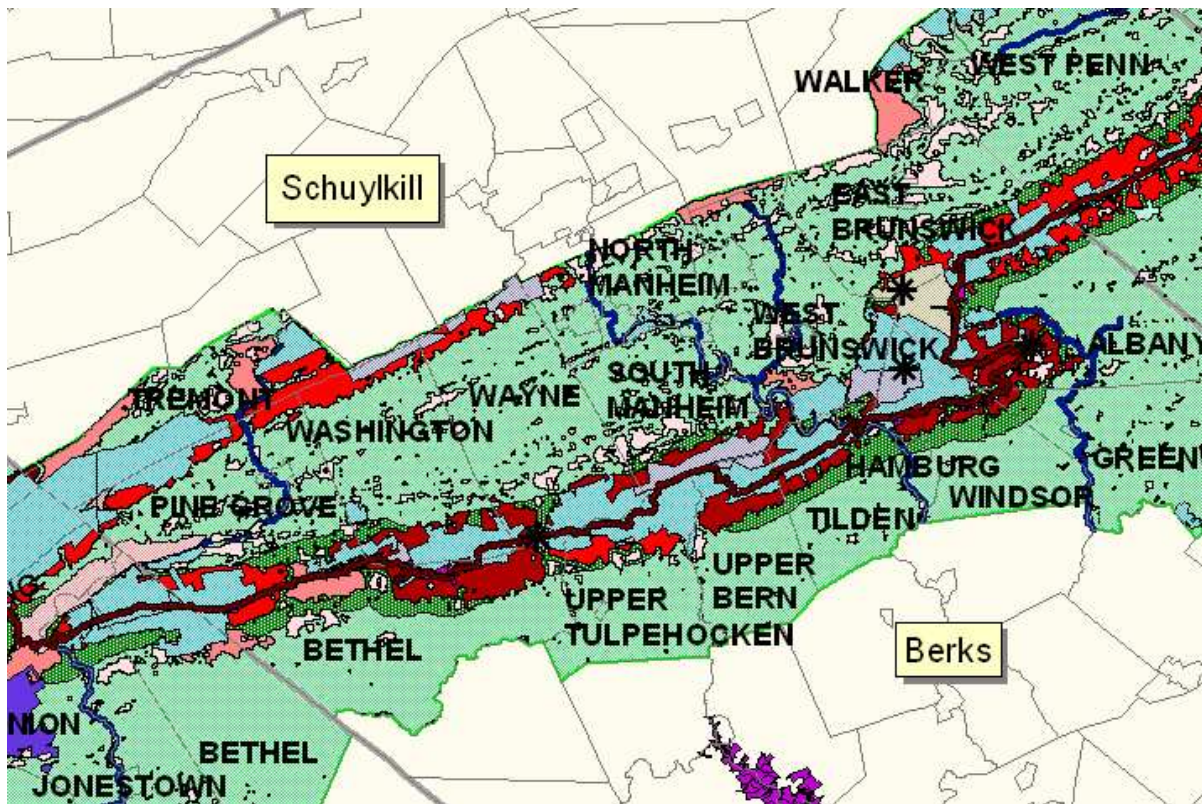 WEST PENN
WALKER
Schuylkill
EAST
BRUNSWICK
NORTH
MANHEIM
WEST
BRUNSWICK
ALBANY
SOUTH
MANHEIM
WAYNE
TREMONT
WASHINGTON
GREENW
HAMBURG
WINDSOR
PINE GROVE
TILDEN
UPPER
BERN
UPPER
TULPEHOCKEN
BETHEL
Berks
NION
BETHEL
JONESTOWN